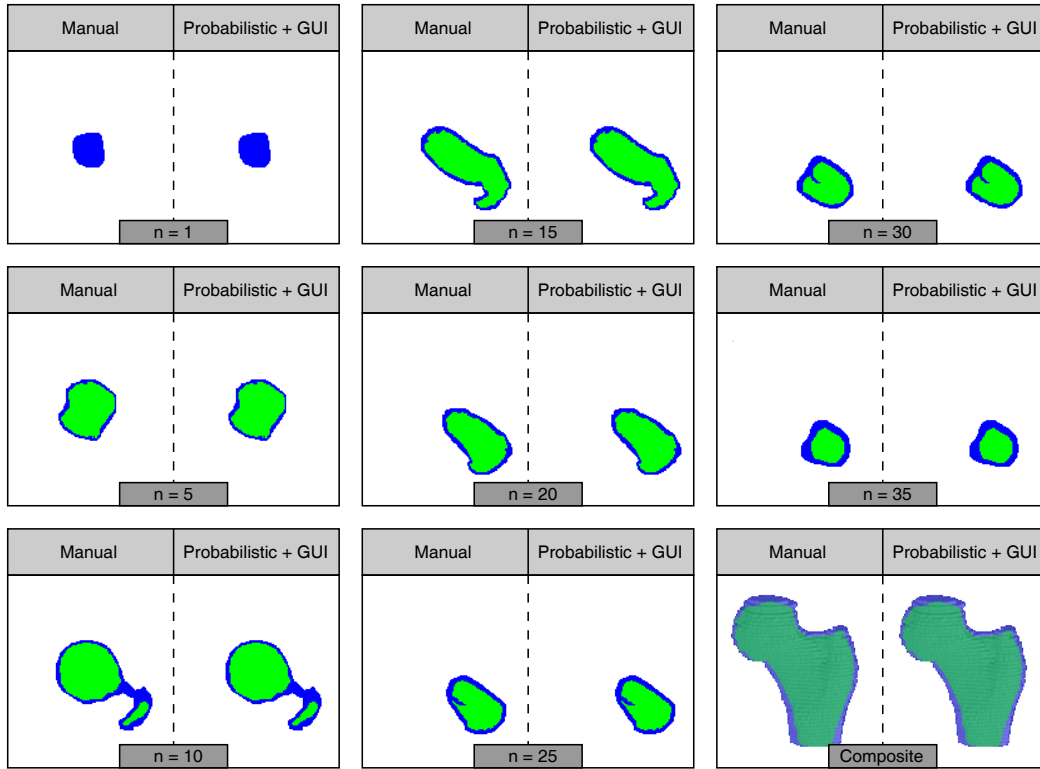 Manual Probabilistic + GUI
n = 1
Manual Probabilistic + GUI
n = 15
Manual Probabilistic + GUI
n = 30
Manual Probabilistic + GUI
n = 5
Manual Probabilistic + GUI
n = 20
Manual Probabilistic + GUI
n = 35
Manual Probabilistic + GUI
n = 10
Manual Probabilistic + GUI
n = 25
Manual Probabilistic + GUI
Composite